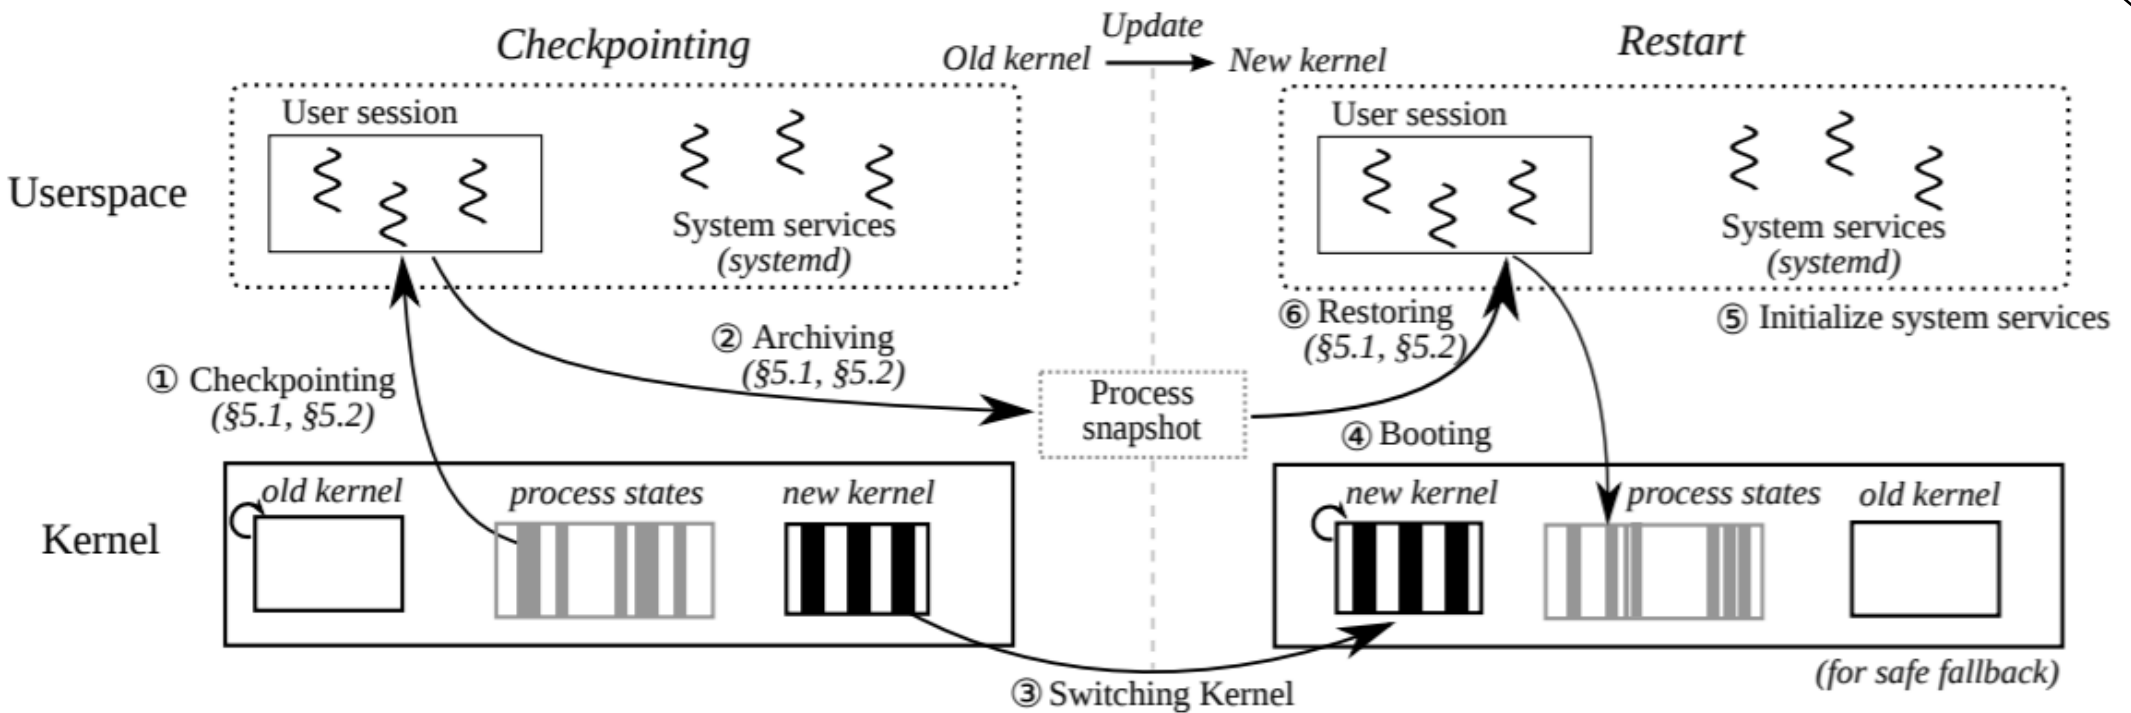 Checkpointing
Update
Old kernel
New kernel
Restart
Userspace
User session
System services
(systemd)
User session
System services
(systemd)
① Checkpointing
(§5.1, §5.2)
② Archiving
(§5.1, §5.2)
Process
snapshot
⑥ Restoring
(§5.1, §5.2)
⑤ Initialize system services
④ Booting
Kernel
old kernel
process states
new kernel
new kernel
process states
old kernel
③ Switching Kernel
(for safe fallback)